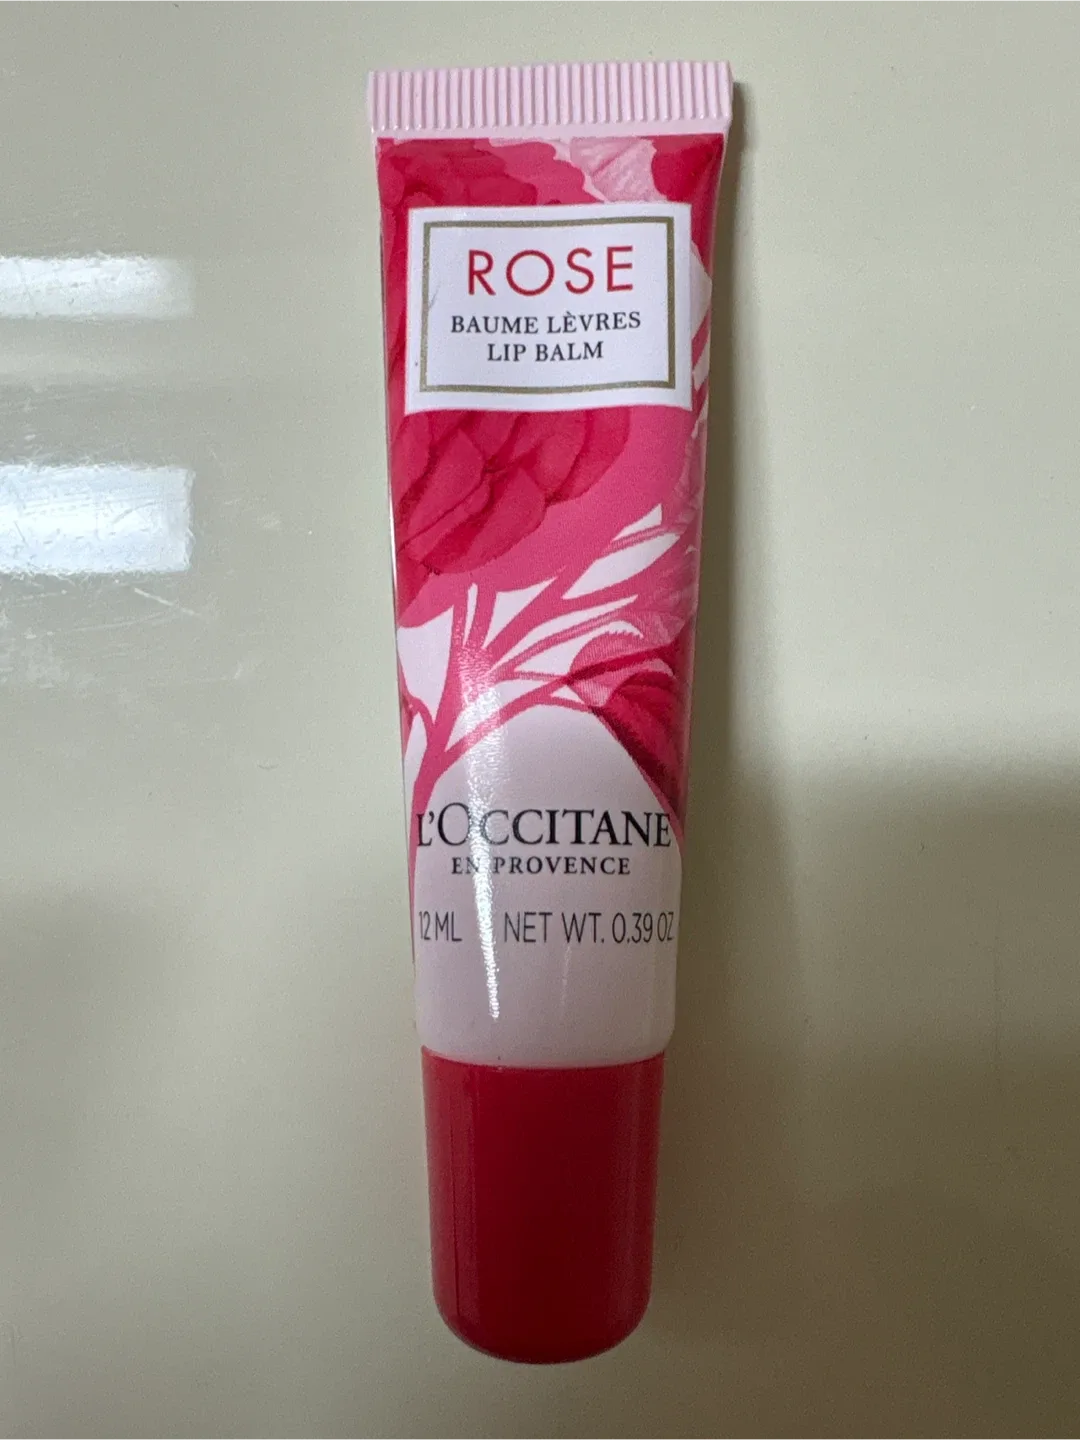 ROSE
BAUME LÈVRES
LIP BALM
L'OCCITANE
EN PROVENCE
12 ML NET WT. 0.39 OZ